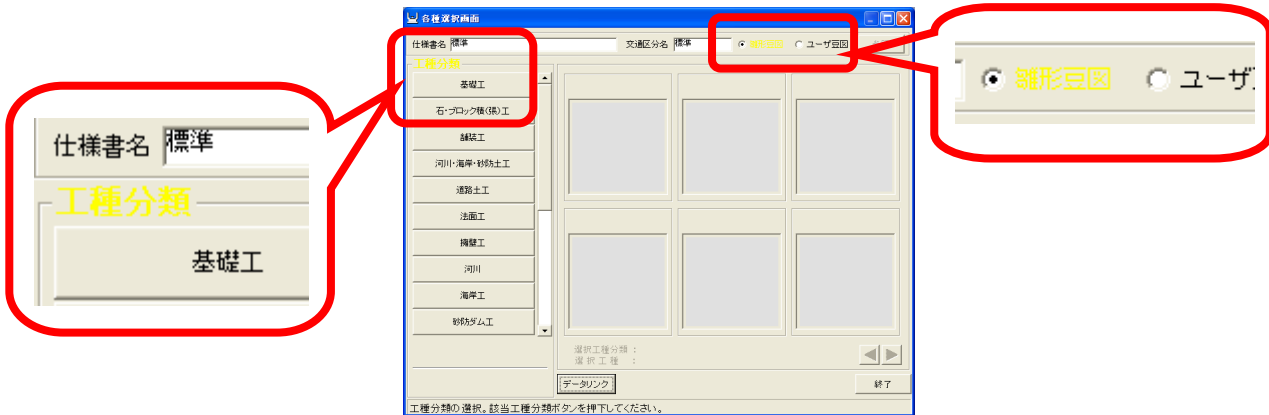 各種選択画面
仕様書名 標準 交通区分名 標準 雛形豆図 ユーザ豆図
工種分類
基礎工
石・ブロック積(張)工
舗装工
河川・海岸・砂防土工
道路土工
法面工
擁壁工
河川
海岸工
砂防ダム工
選択工種分類 :
選 択 工 種 :
データリンク 終了
工種分類の選択。該当工種分類ボタンを押下してください。
仕様書名 標準
工種分類
基礎工
雛形豆図 ユーザ